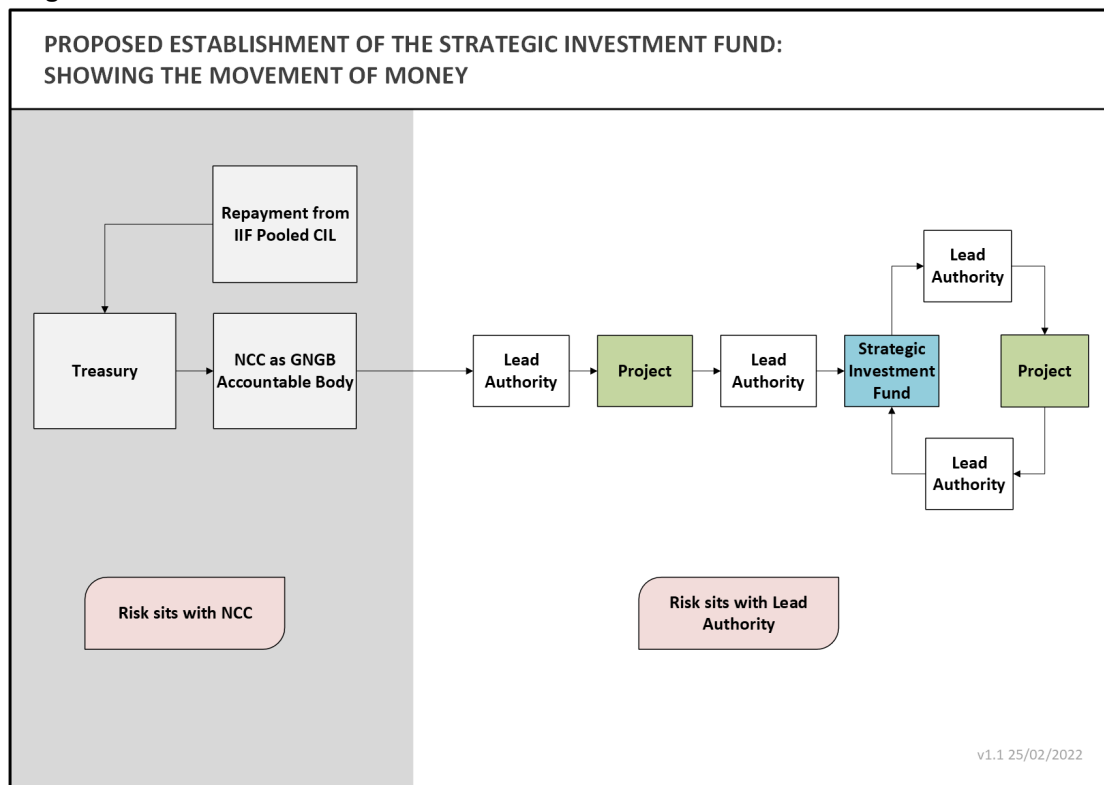 PROPOSED ESTABLISHMENT OF THE STRATEGIC INVESTMENT FUND:
SHOWING THE MOVEMENT OF MONEY
Repayment from
IIF Pooled CIL
Treasury
NCC as GNGB
Accountable Body
Lead
Authority
Project
Lead
Authority
Strategic
Investment
Fund
Lead
Authority
Project
Lead
Authority
Risk sits with NCC
Risk sits with Lead
Authority
v1.1 25/02/2022